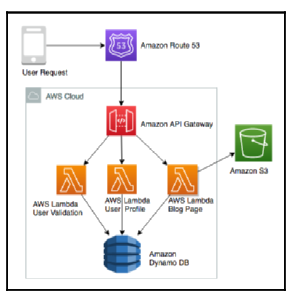 53
Amazon Route 53
User Request
AWS Cloud
Amazon API Gateway
Amazon S3
AWS Lambda
User Validation
AWS Lambda
User Profile
AWS Lambda
Blog Page
Amazon
Dynamo DB